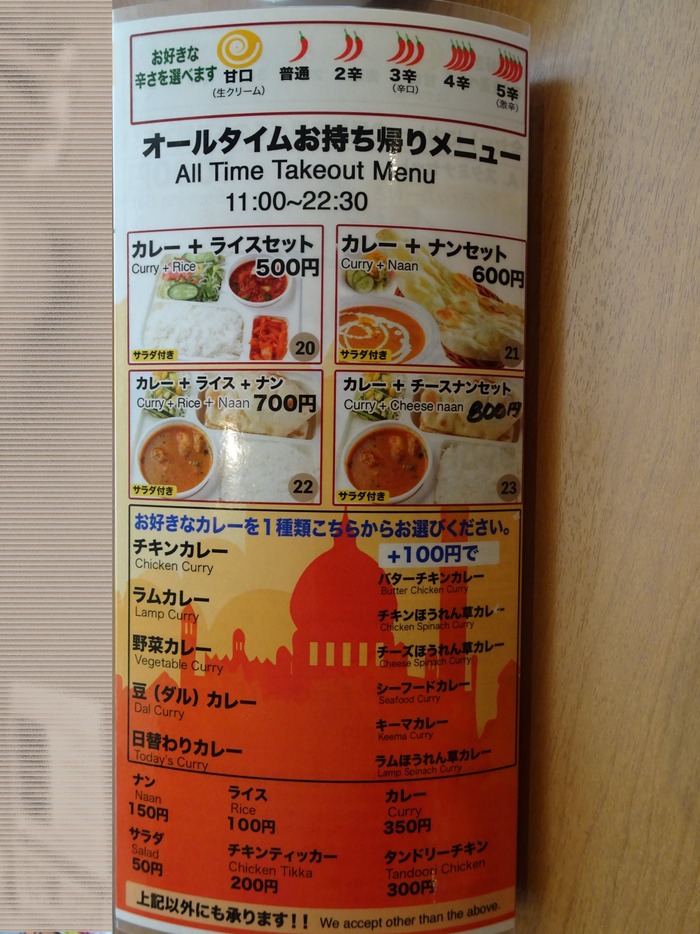 お好きな
辛さを選べます
甘口
(生クリーム)
普通
2辛
3辛
(辛口)
4辛
5辛
(激辛)
オールタイムお持ち帰りメニュー
All Time Takeout Menu
11:00~22:30
カレー + ライスセット
Curry + Rice
500円
サラダ付き
20
カレー + ナンセット
Curry + Naan
600円
サラダ付き
21
カレー + ライス + ナン
Curry + Rice + Naan
700円
サラダ付き
22
カレー + チースナンセット
Curry + Cheese naan
800円
サラダ付き
23
お好きなカレーを1種類こちらからお選びください。
チキンカレー
Chicken Curry
ラムカレー
Lamp Curry
野菜カレー
Vegetable Curry
豆(ダル)カレー
Dal Curry
日替わりカレー
Today's Curry
+100円で
バターチキンカレー
Butter Chicken Curry
チキンほうれん草カレー
Chicken Spinach Curry
チーズほうれん草カレー
Cheese Spinach Curry
シーフードカレー
Seafood Curry
キーマカレー
Keema Curry
ラムほうれん草カレー
Lamp Spinach Curry
ナン
Naan
150円
ライス
Rice
100円
カレー
Curry
350円
サラダ
Salad
50円
チキンティッカー
Chicken Tikka
200円
タンドリーチキン
Tandoori Chicken
300円
上記以外にも承ります!! We accept other than the above.